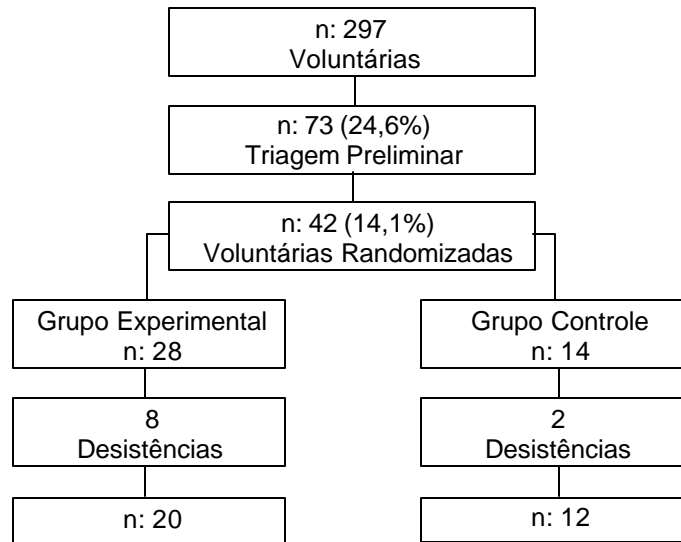 n: 297
Voluntárias
n: 73 (24,6%)
Triagem Preliminar
n: 42 (14,1%)
Voluntárias Randomizadas
Grupo Experimental
n: 28
Grupo Controle
n: 14
8
Desistências
2
Desistências
n: 20
n: 12